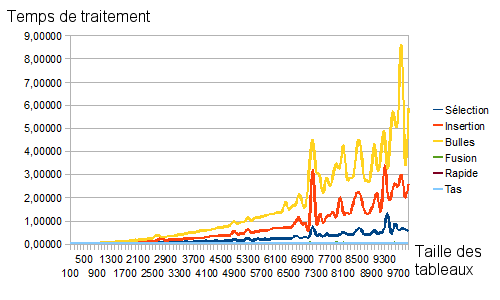 Temps de traitement
9,00000
8,00000
7,00000
6,00000
5,00000
4,00000
3,00000
2,00000
1,00000
0,00000
Sélection
Insertion
Bulles
Fusion
Rapide
Tas
500 1300 2100 2900 3700 4500 5300 6100 6900 7700 8500 9300
100 900 1700 2500 3300 4100 4900 5700 6500 7300 8100 8900 9700
Taille des
tableaux